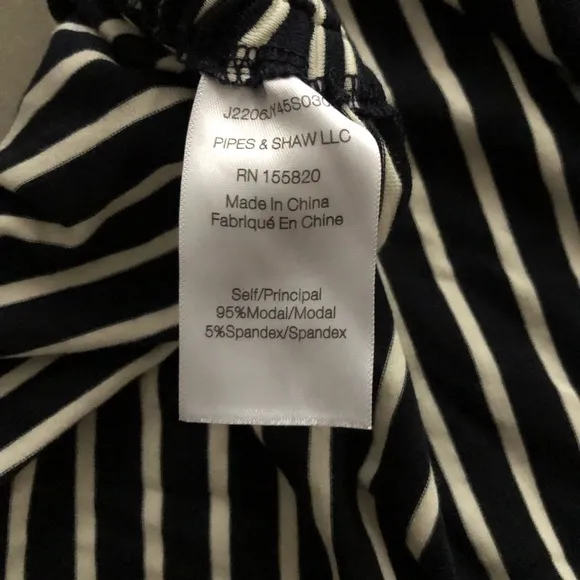 PIPES & SHAW LLC
RN 155820
Made In China
Fabriqué En Chine
Self/Principal
95%Modal/Modal
5%Spandex/Spandex